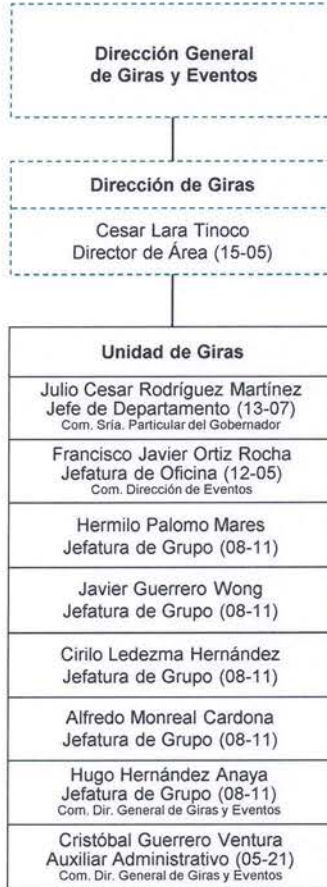 Dirección General
de Giras y Eventos
Dirección de Giras
Cesar Lara Tinoco
Director de Área (15-05)
Unidad de Giras
Julio Cesar Rodríguez Martínez
Jefe de Departamento (13-07)
Com. Sría. Particular del Gobernador
Francisco Javier Ortiz Rocha
Jefatura de Oficina (12-05)
Com. Dirección de Eventos
Hermilo Palomo Mares
Jefatura de Grupo (08-11)
Javier Guerrero Wong
Jefatura de Grupo (08-11)
Cirilo Ledezma Hernández
Jefatura de Grupo (08-11)
Alfredo Monreal Cardona
Jefatura de Grupo (08-11)
Hugo Hernández Anaya
Jefatura de Grupo (08-11)
Com. Dir. General de Giras y Eventos
Cristóbal Guerrero Ventura
Auxiliar Administrativo (05-21)
Com. Dir. General de Giras y Eventos